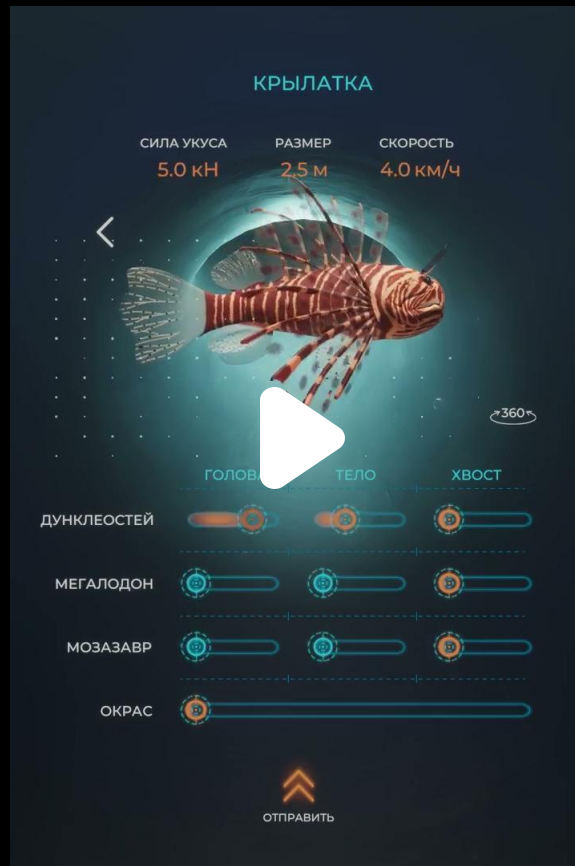 КРЫЛАТКА
СИЛА УКУСА РАЗМЕР СКОРОСТЬ
5.0 кН 2.5 м 4.0 км/ч
360°
ГОЛОВА ТЕЛО ХВОСТ
ДУНКЛЕОСТЕЙ
МЕГАЛОДОН
МОЗАЗАВР
ОКРАС
ОТПРАВИТЬ